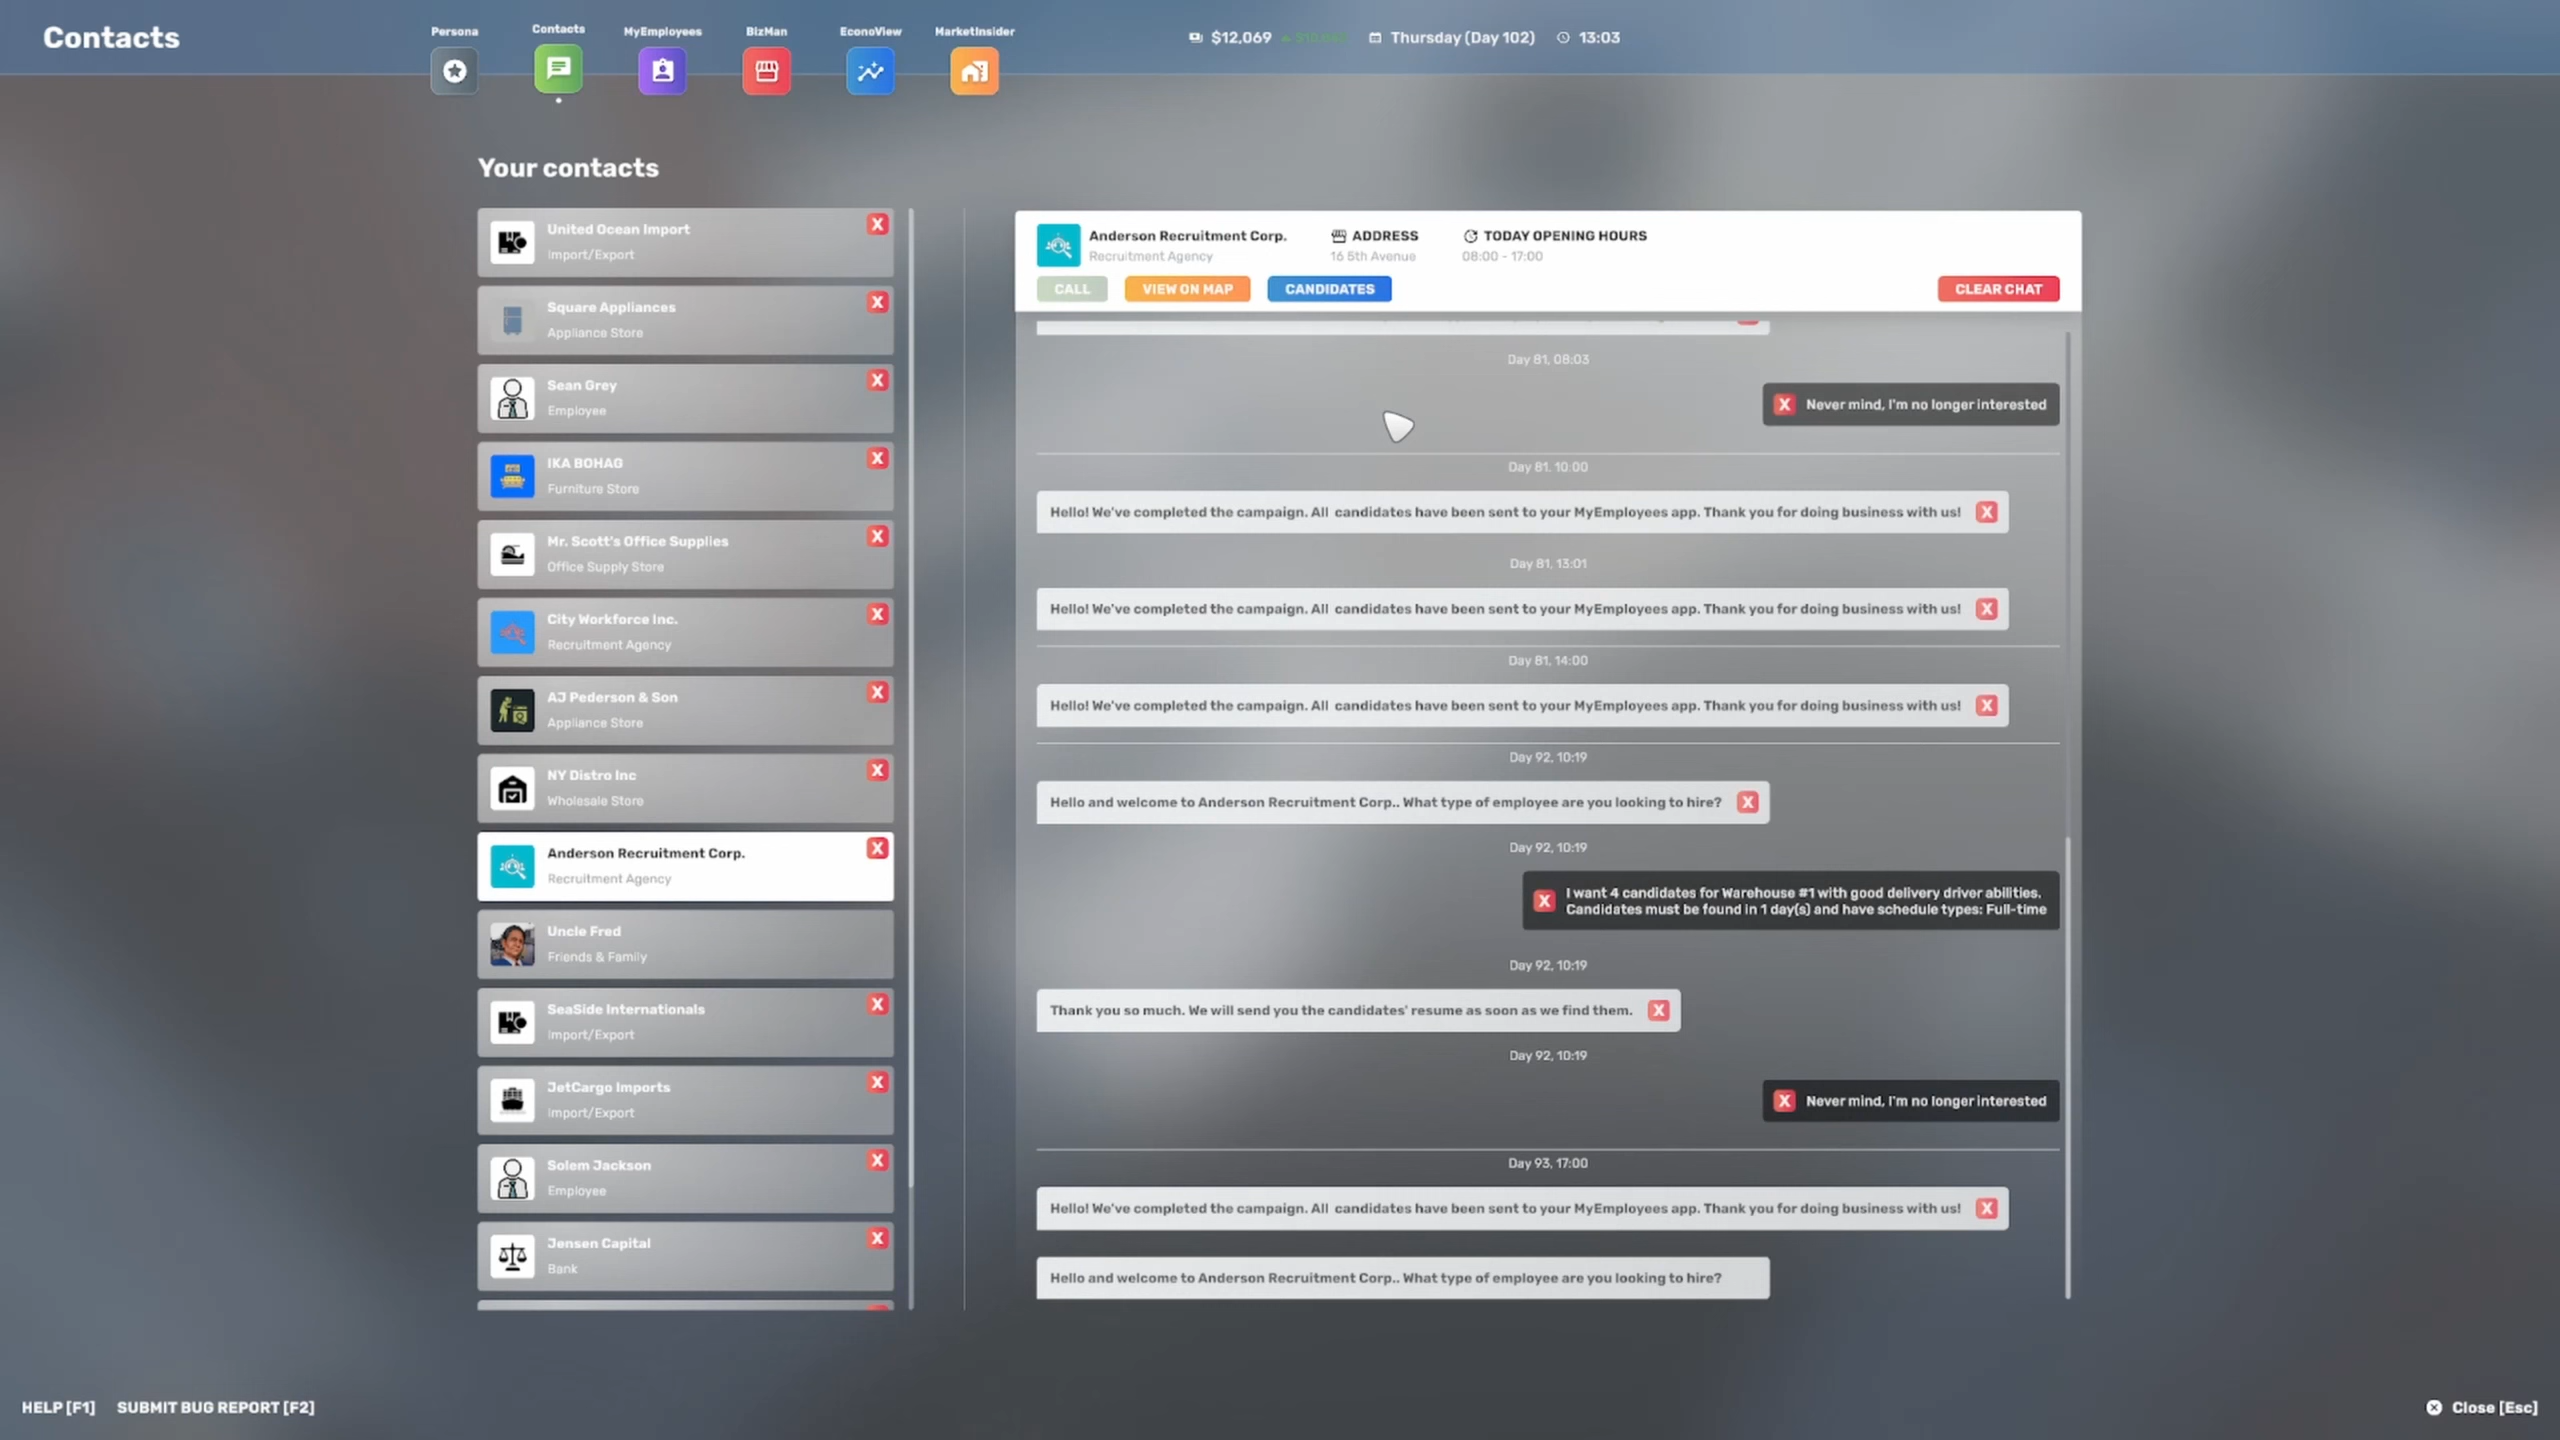 Contacts
Persona
Contacts
MyEmployees
BizMan
EconoView
MarketInsider
$12,069
Thursday (Day 102)
13:03
Your contacts
United Ocean Import
Import/Export
X
Square Appliances
Appliance Store
X
Sean Grey
Employee
X
IKA BOHAG
Furniture Store
X
Mr. Scott's Office Supplies
Office Supply Store
X
City Workforce Inc.
Recruitment Agency
X
AJ Pederson & Son
Appliance Store
X
NY Distro Inc
Wholesale Store
X
Anderson Recruitment Corp.
Recruitment Agency
X
Uncle Fred
Friends & Family
SeaSide Internationals
Import/Export
X
JetCargo Imports
Import/Export
X
Solem Jackson
Employee
X
Jensen Capital
Bank
X
Anderson Recruitment Corp.
Recruitment Agency
ADDRESS
16 5th Avenue
TODAY OPENING HOURS
08:00 - 17:00
CALL
VIEW ON MAP
CANDIDATES
CLEAR CHAT
Day 81, 08:03
X Never mind, I'm no longer interested
Day 81, 10:00
Hello! We've completed the campaign. All candidates have been sent to your MyEmployees app. Thank you for doing business with us! X
Day 81, 13:01
Hello! We've completed the campaign. All candidates have been sent to your MyEmployees app. Thank you for doing business with us! X
Day 81, 14:00
Hello! We've completed the campaign. All candidates have been sent to your MyEmployees app. Thank you for doing business with us! X
Day 92, 10:19
Hello and welcome to Anderson Recruitment Corp.. What type of employee are you looking to hire? X
Day 92, 10:19
X I want 4 candidates for Warehouse #1 with good delivery driver abilities.
Candidates must be found in 1 day(s) and have schedule types: Full-time
Day 92, 10:19
Thank you so much. We will send you the candidates' resume as soon as we find them. X
Day 92, 10:19
X Never mind, I'm no longer interested
Day 93, 17:00
Hello! We've completed the campaign. All candidates have been sent to your MyEmployees app. Thank you for doing business with us! X
Hello and welcome to Anderson Recruitment Corp.. What type of employee are you looking to hire?
HELP [F1]
SUBMIT BUG REPORT [F2]
Close [Esc]